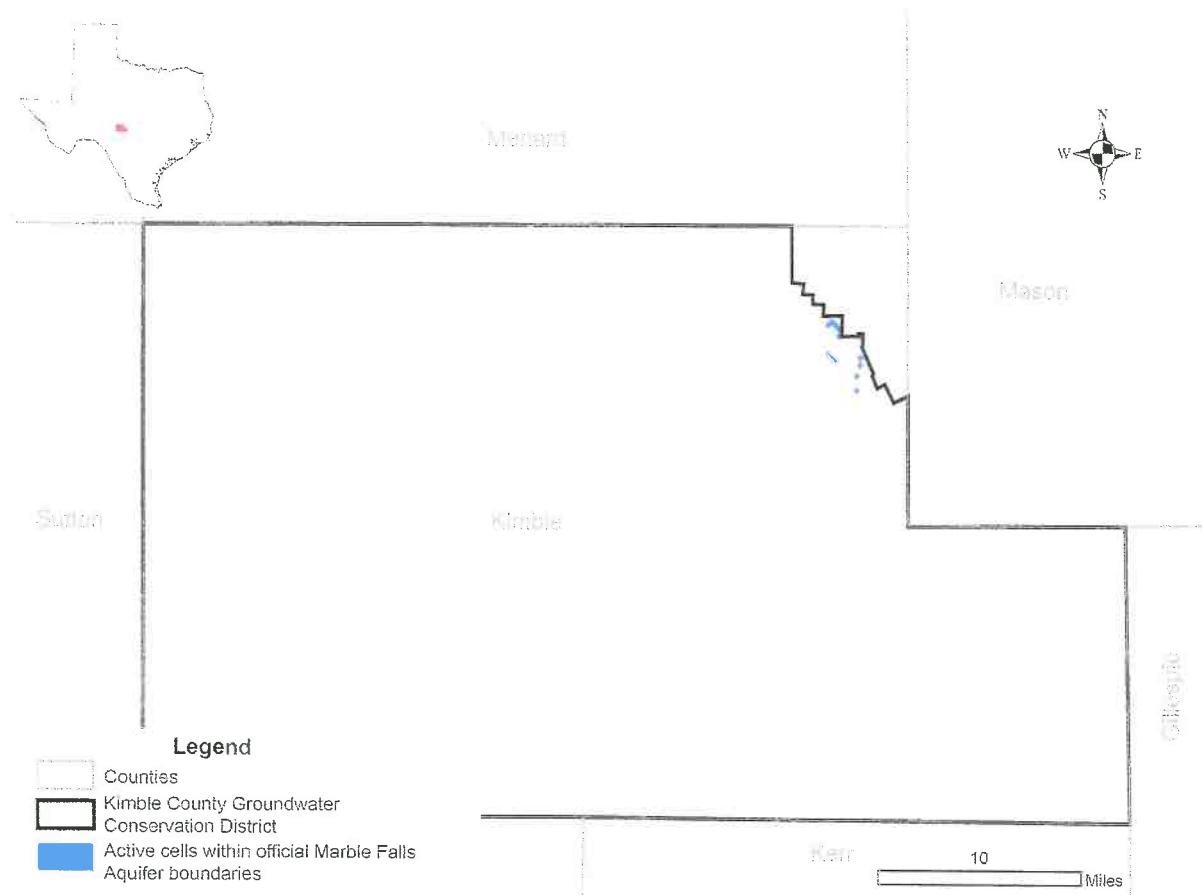 Menard
N
W E
S
Mason
Sutton
Kimble
Gillespie
Legend
Counties
Kimble County Groundwater
Conservation District
Active cells within official Marble Falls
Aquifer boundaries
Kerr
10
Miles